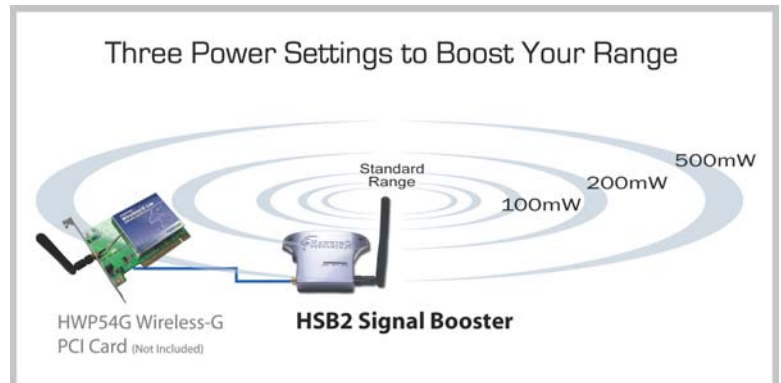 Three Power Settings to Boost Your Range
Standard
Range
500mW
200mW
100mW
HAWKING
HWP54G Wireless-G
PCI Card (Not Included)
HSB2 Signal Booster